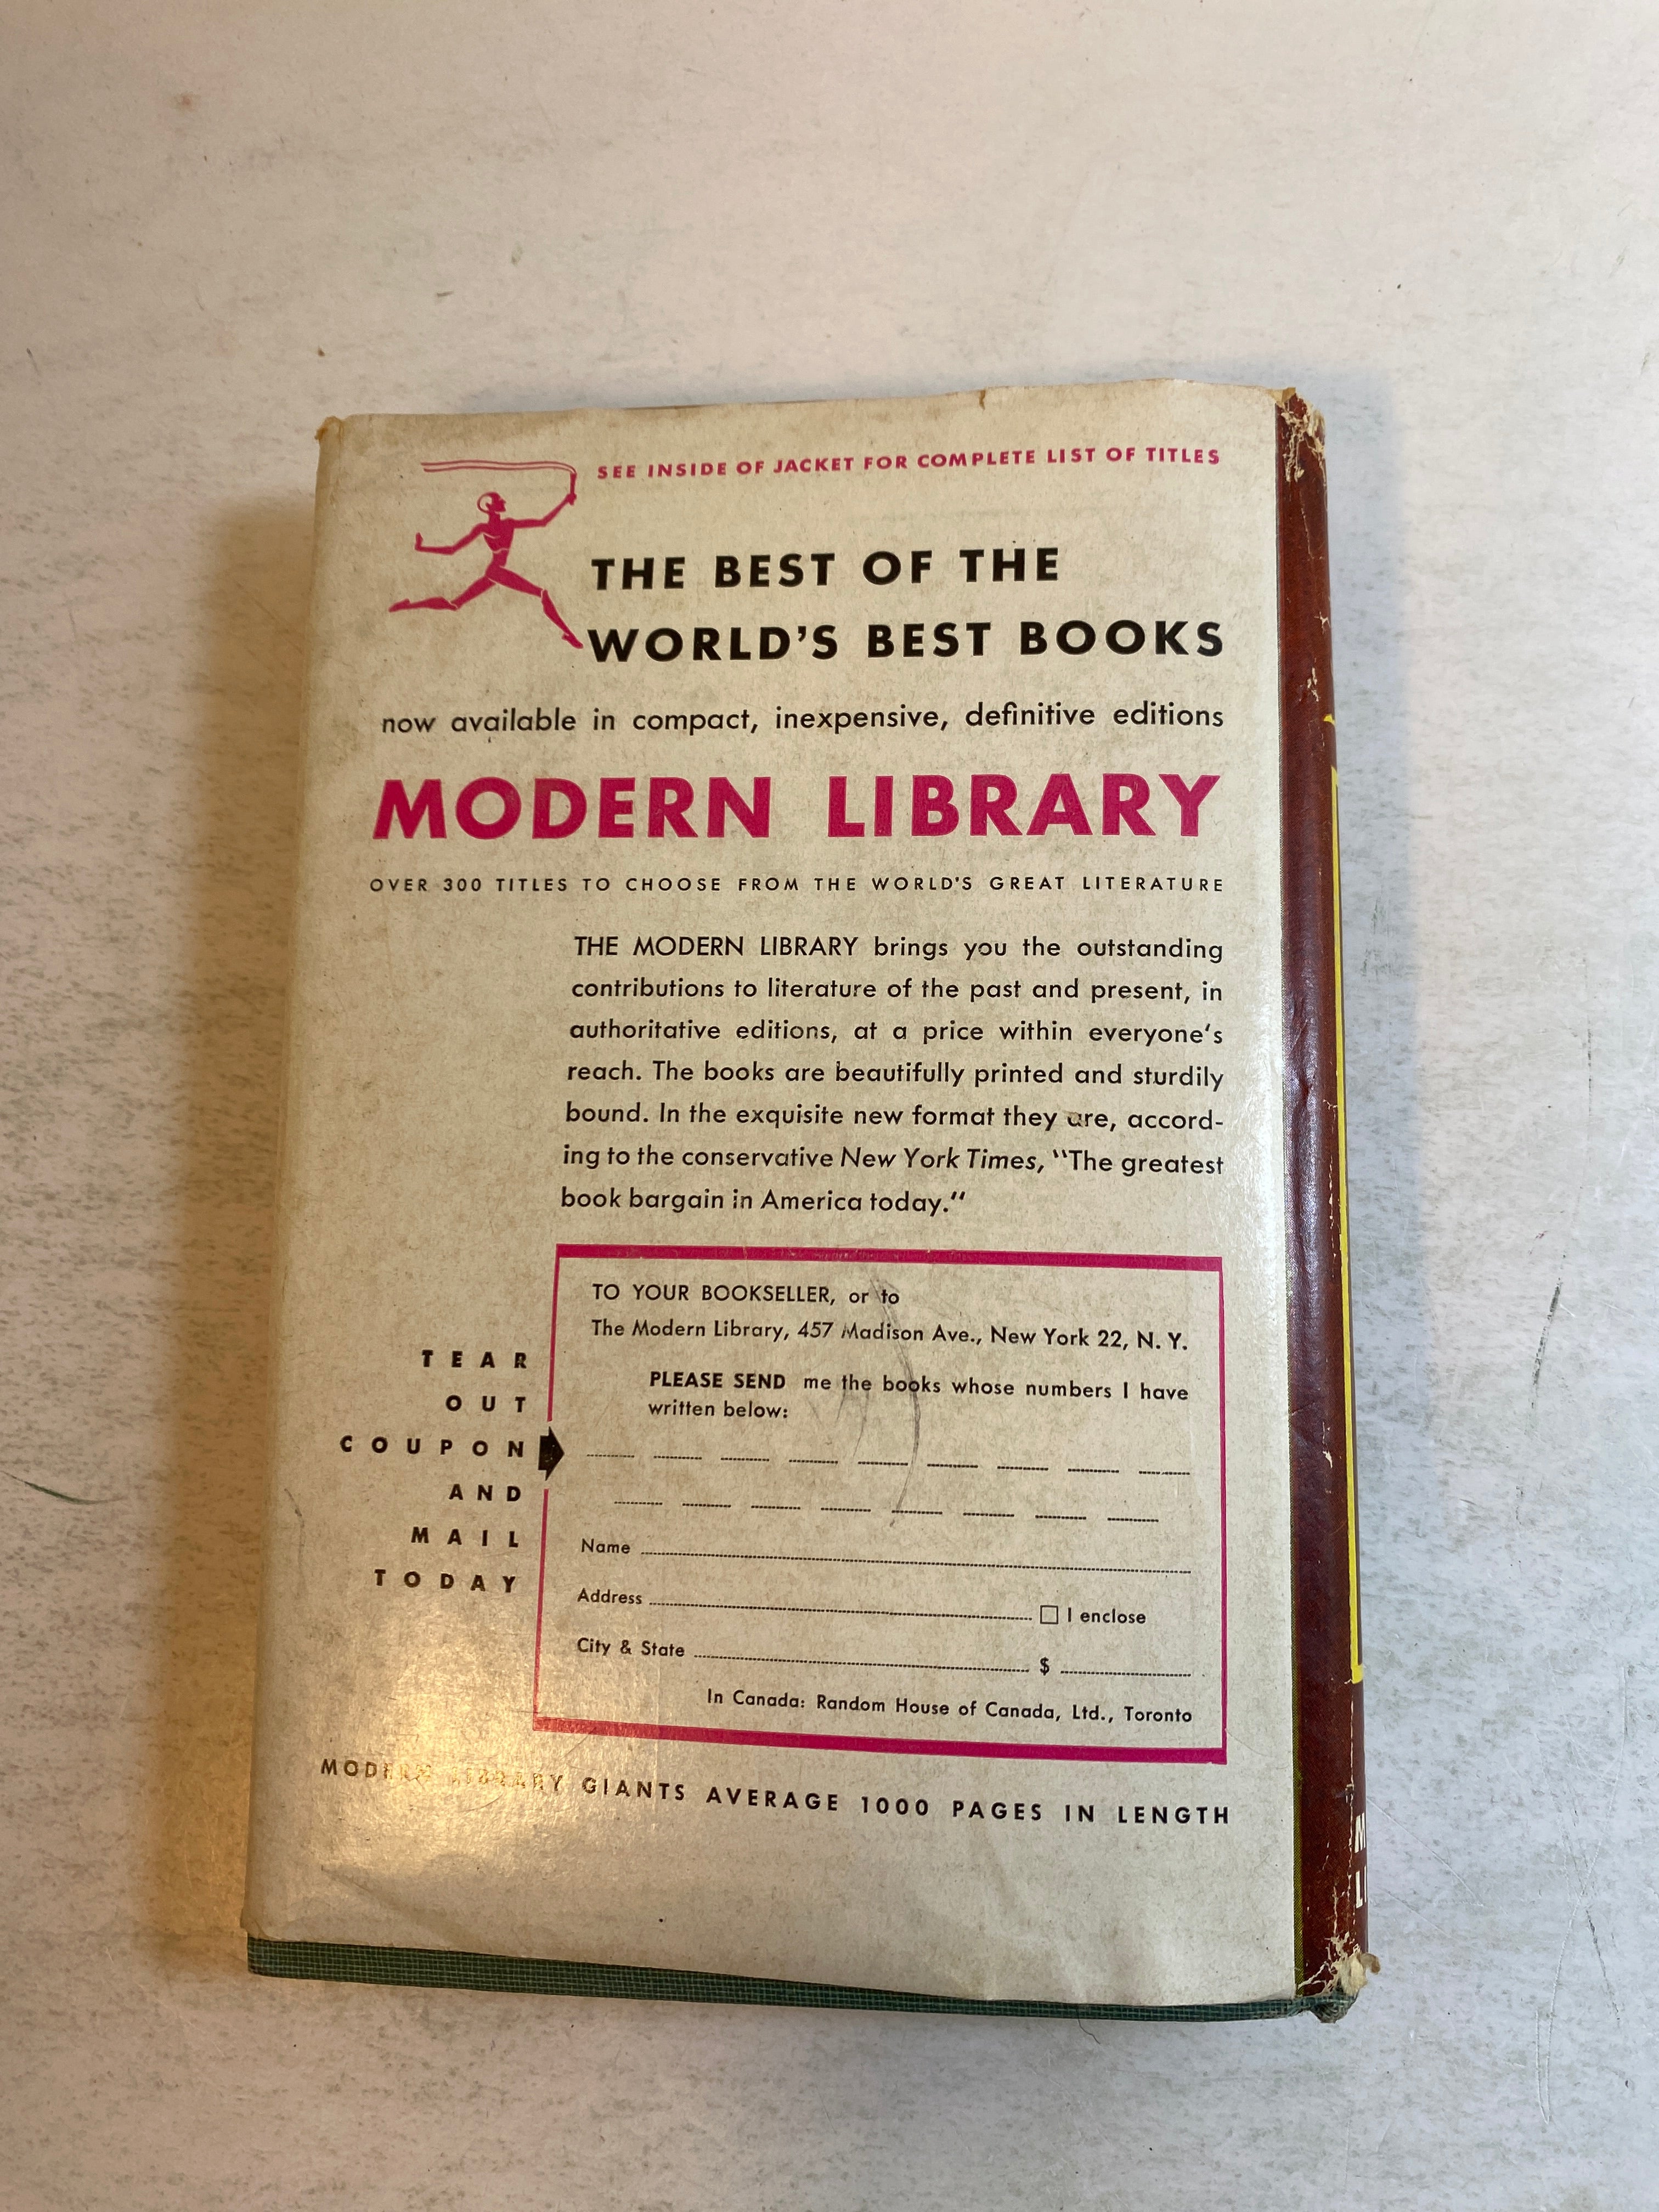 SEE INSIDE OF JACKET FOR COMPLETE LIST OF TITLES
THE BEST OF THE
WORLD'S BEST BOOKS
now available in compact, inexpensive, definitive editions
MODERN LIBRARY
OVER 300 TITLES TO CHOOSE FROM THE WORLD'S GREAT LITERATURE
THE MODERN LIBRARY brings you the outstanding
contributions to literature of the past and present, in
authoritative editions, at a price within everyone's
reach. The books are beautifully printed and sturdily
bound. In the exquisite new format they are, accord-
ing to the conservative New York Times, "The greatest
book bargain in America today."
TEAR
OUT
COUPON
AND
MAIL
TODAY
TO YOUR BOOKSELLER, or to
The Modern Library, 457 Madison Ave., New York 22, N. Y.
PLEASE SEND me the books whose numbers I have
written below:
Name
Address
I enclose
City & State
$
In Canada: Random House of Canada, Ltd., Toronto
MODERN LIBRARY GIANTS AVERAGE 1000 PAGES IN LENGTH